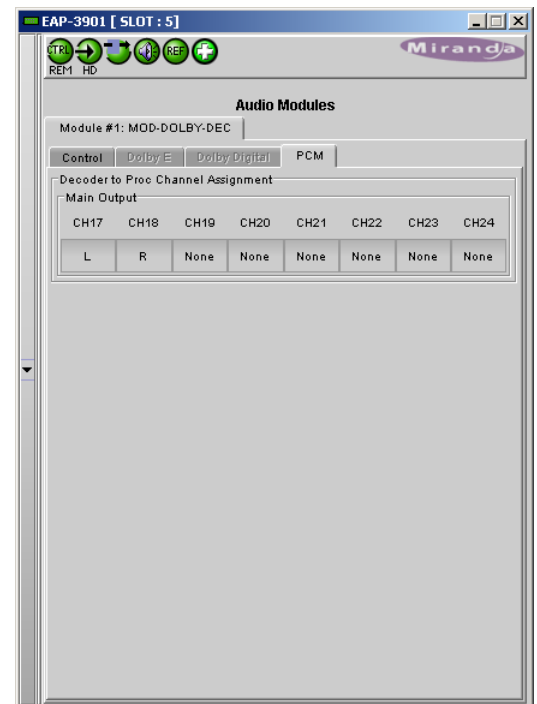 EAP-3901 [ SLOT : 5]
CTRL REF
REM HD
Miranda
Audio Modules
Module #1: MOD-DOLBY-DEC
Control Dolby E Dolby Digital PCM
Decoder to Proc Channel Assignment
Main Output
CH17 CH18 CH19 CH20 CH21 CH22 CH23 CH24
L R None None None None None None